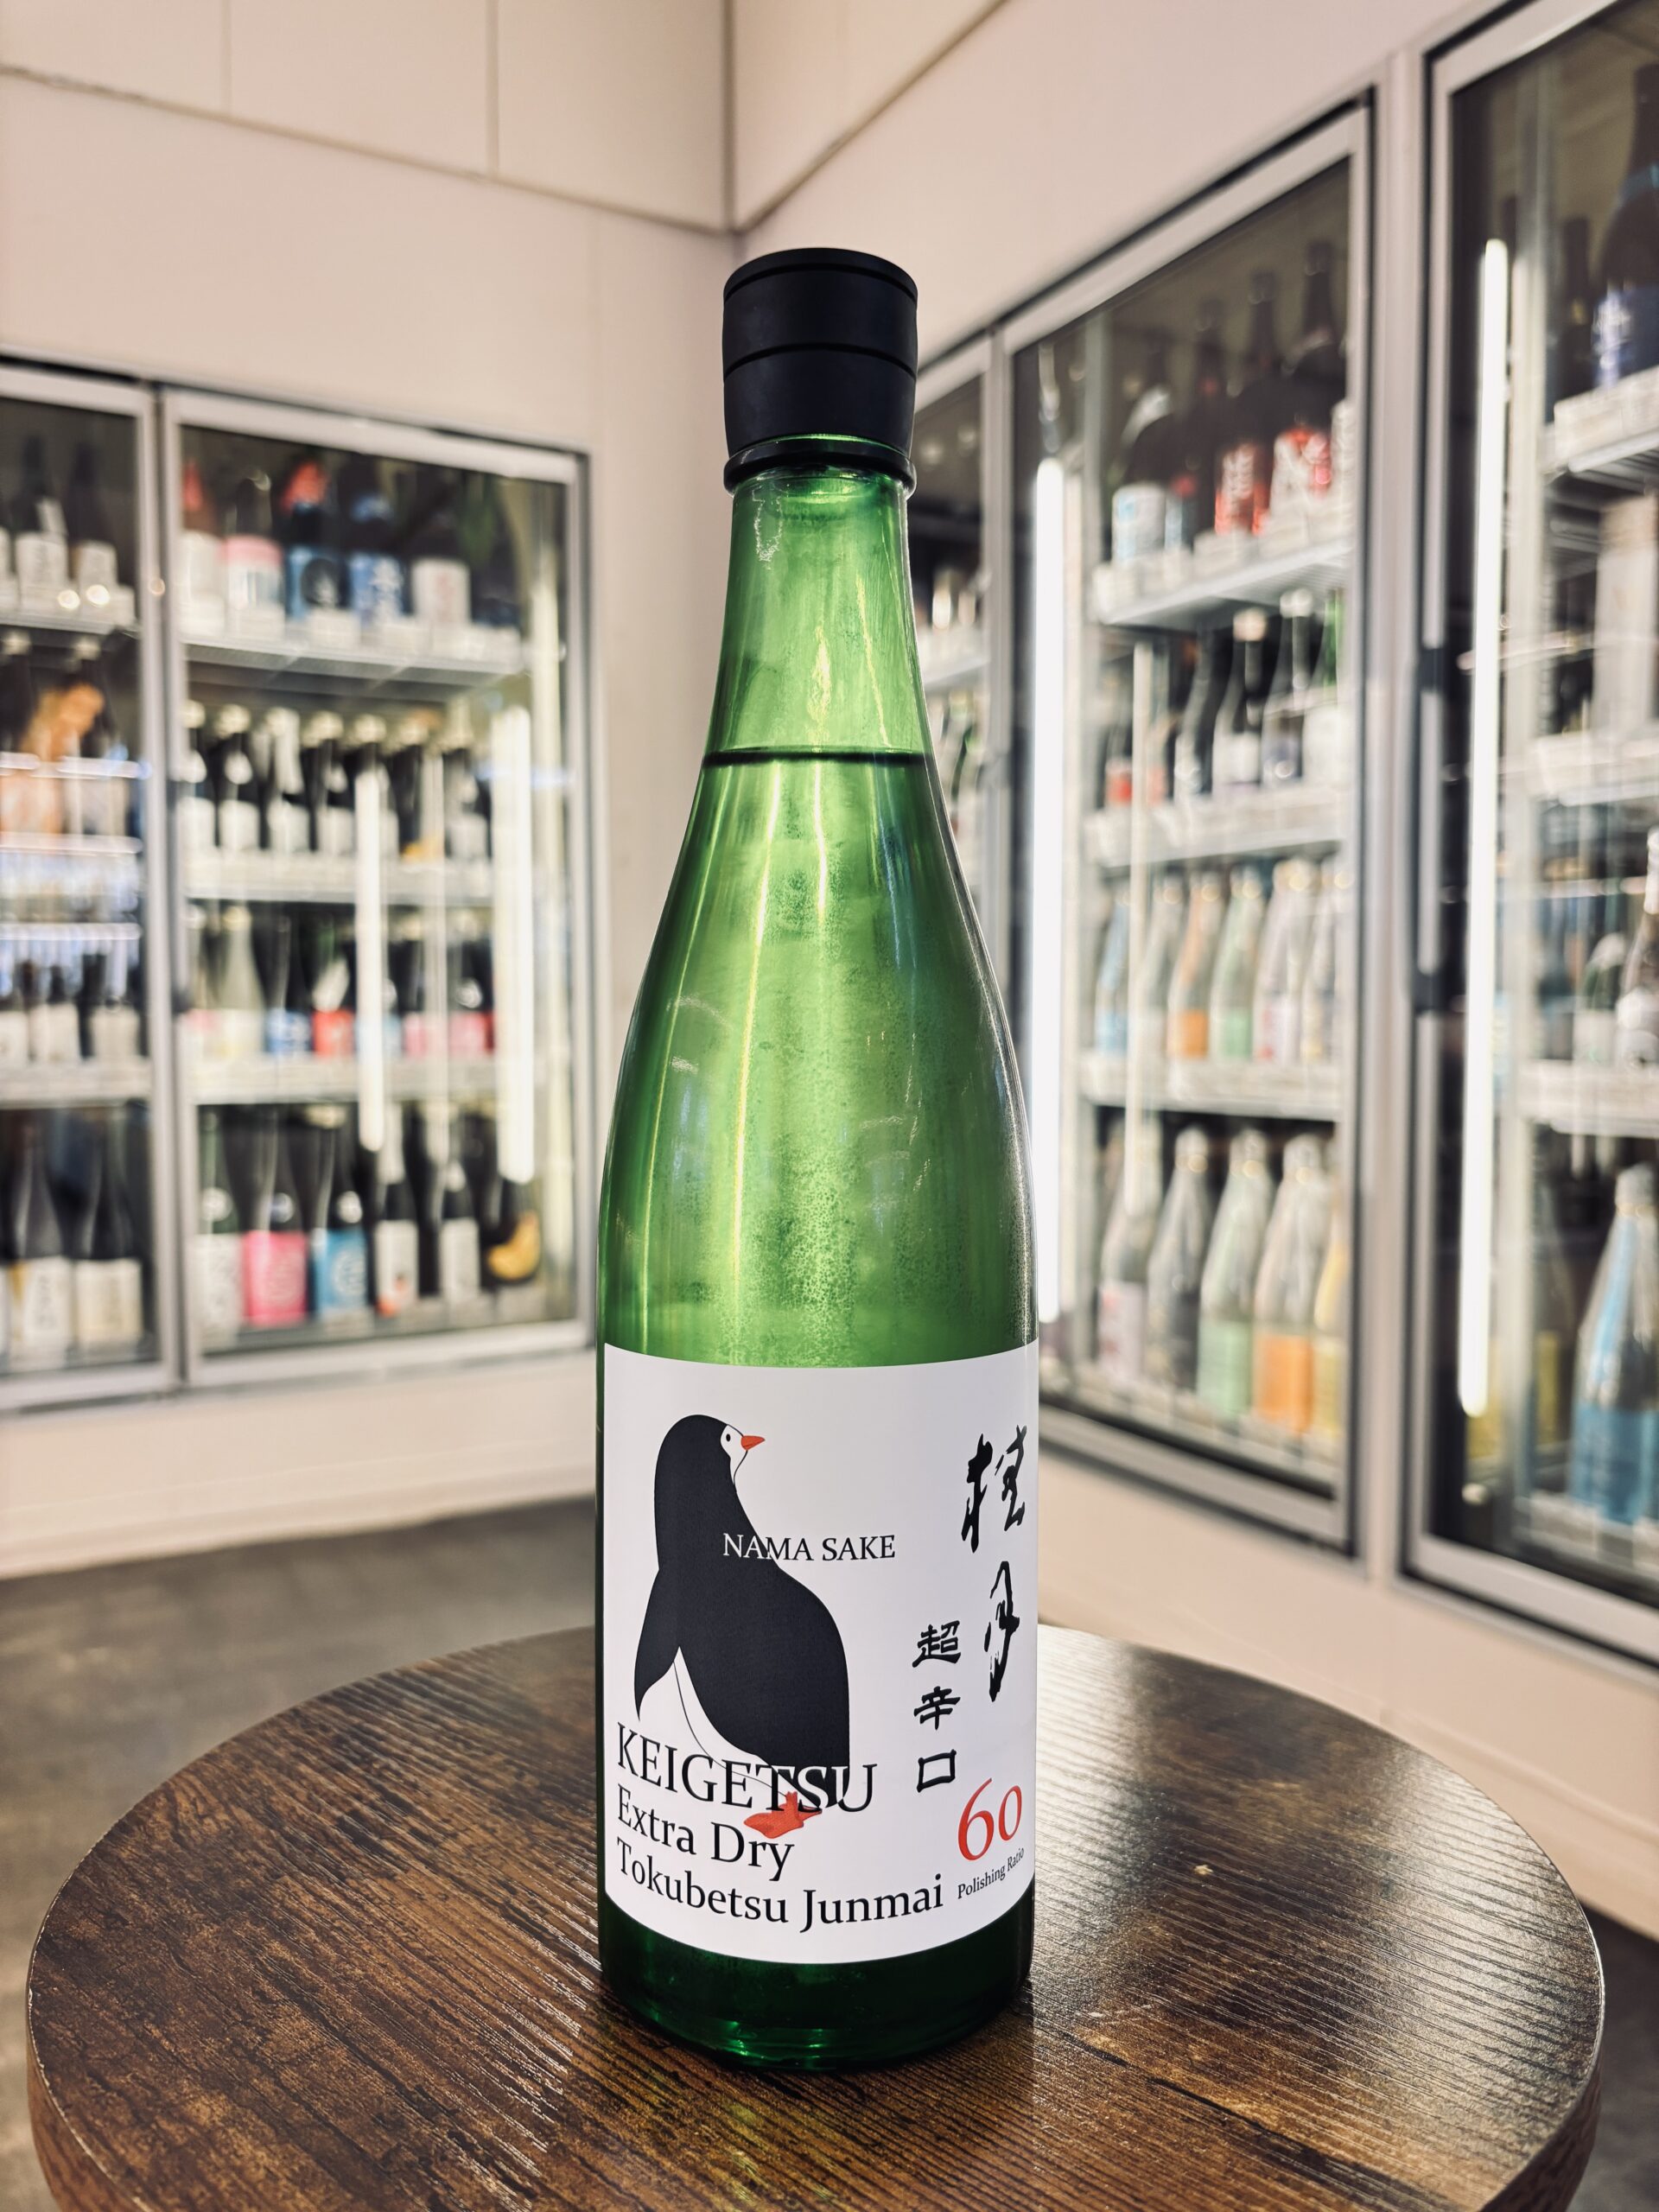 NAMA SAKE
桂月
超辛口
KEIGETSU
Extra Dry
Tokubetsu Junmai
60
Polishing Ratio